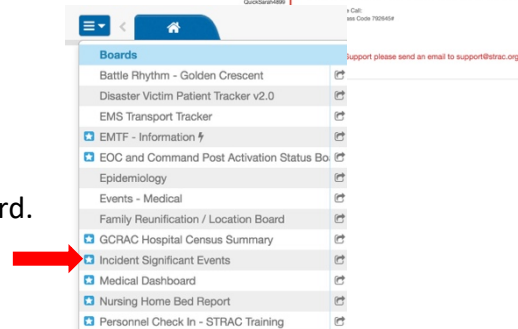 QuickSarah4899
e Call:
ass Code 790640#
Support please send an email to support@strac.org
Boards
Battle Rhythm - Golden Crescent
Disaster Victim Patient Tracker v2.0
EMS Transport Tracker
EMTF - Information
EOC and Command Post Activation Status Bo
Epidemiology
Events - Medical
Family Reunification / Location Board
rd.
GCRAC Hospital Census Summary
Incident Significant Events
Medical Dashboard
Nursing Home Bed Report
Personnel Check In - STRAC Training